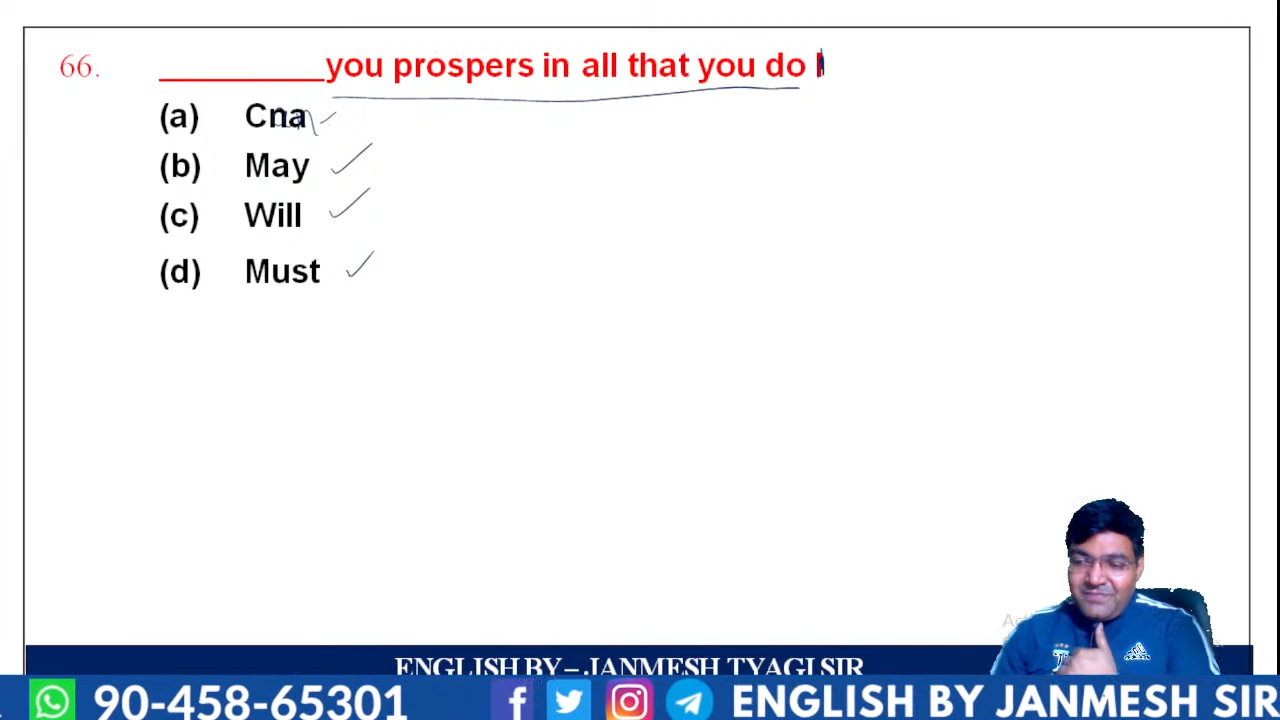 66. __________you prospers in all that you do !
(a) Cna
(b) May
(c) Will
(d) Must
ENGLISH BY – JANMESH TYAGI SIR
90-458-65301 ENGLISH BY JANMESH SIR